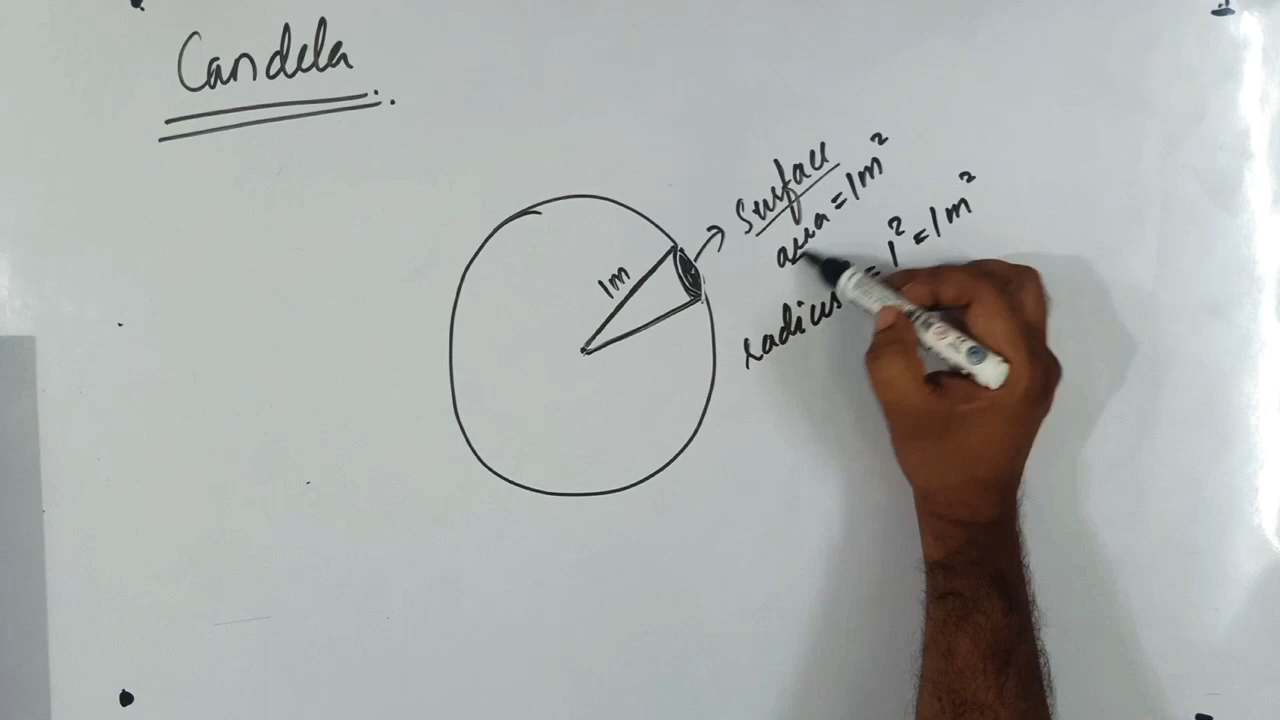 Candela
1m
Surface
area = 1m²
radius = 1² = 1m²